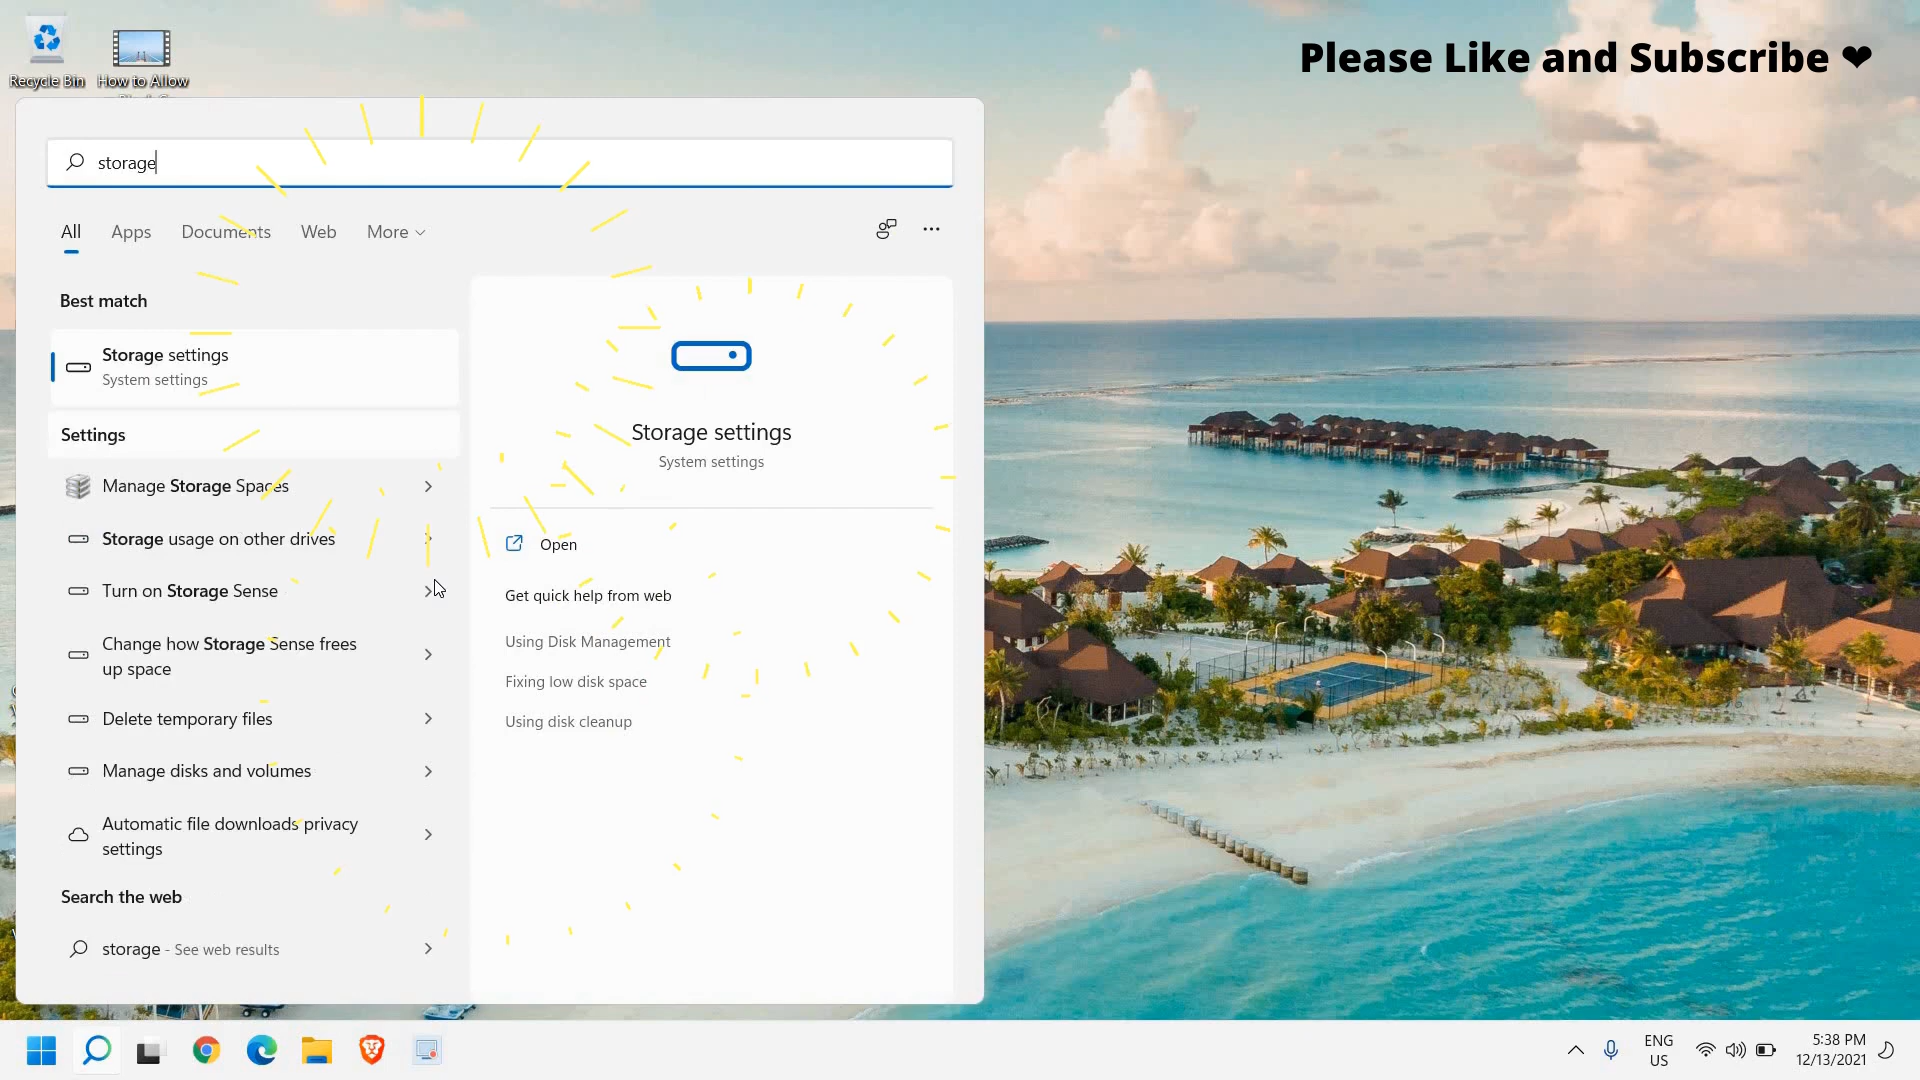 Please Like and Subscribe ❤
Recycle Bin
How to Allow
storage
All
Apps
Documents
Web
More
Best match
Storage settings
System settings
Settings
Manage Storage Spaces
Storage usage on other drives
Turn on Storage Sense
Change how Storage Sense frees
up space
Delete temporary files
Manage disks and volumes
Automatic file downloads privacy
settings
Search the web
storage - See web results
Storage settings
System settings
Open
Get quick help from web
Using Disk Management
Fixing low disk space
Using disk cleanup
ENG
US
5:38 PM
12/13/2021